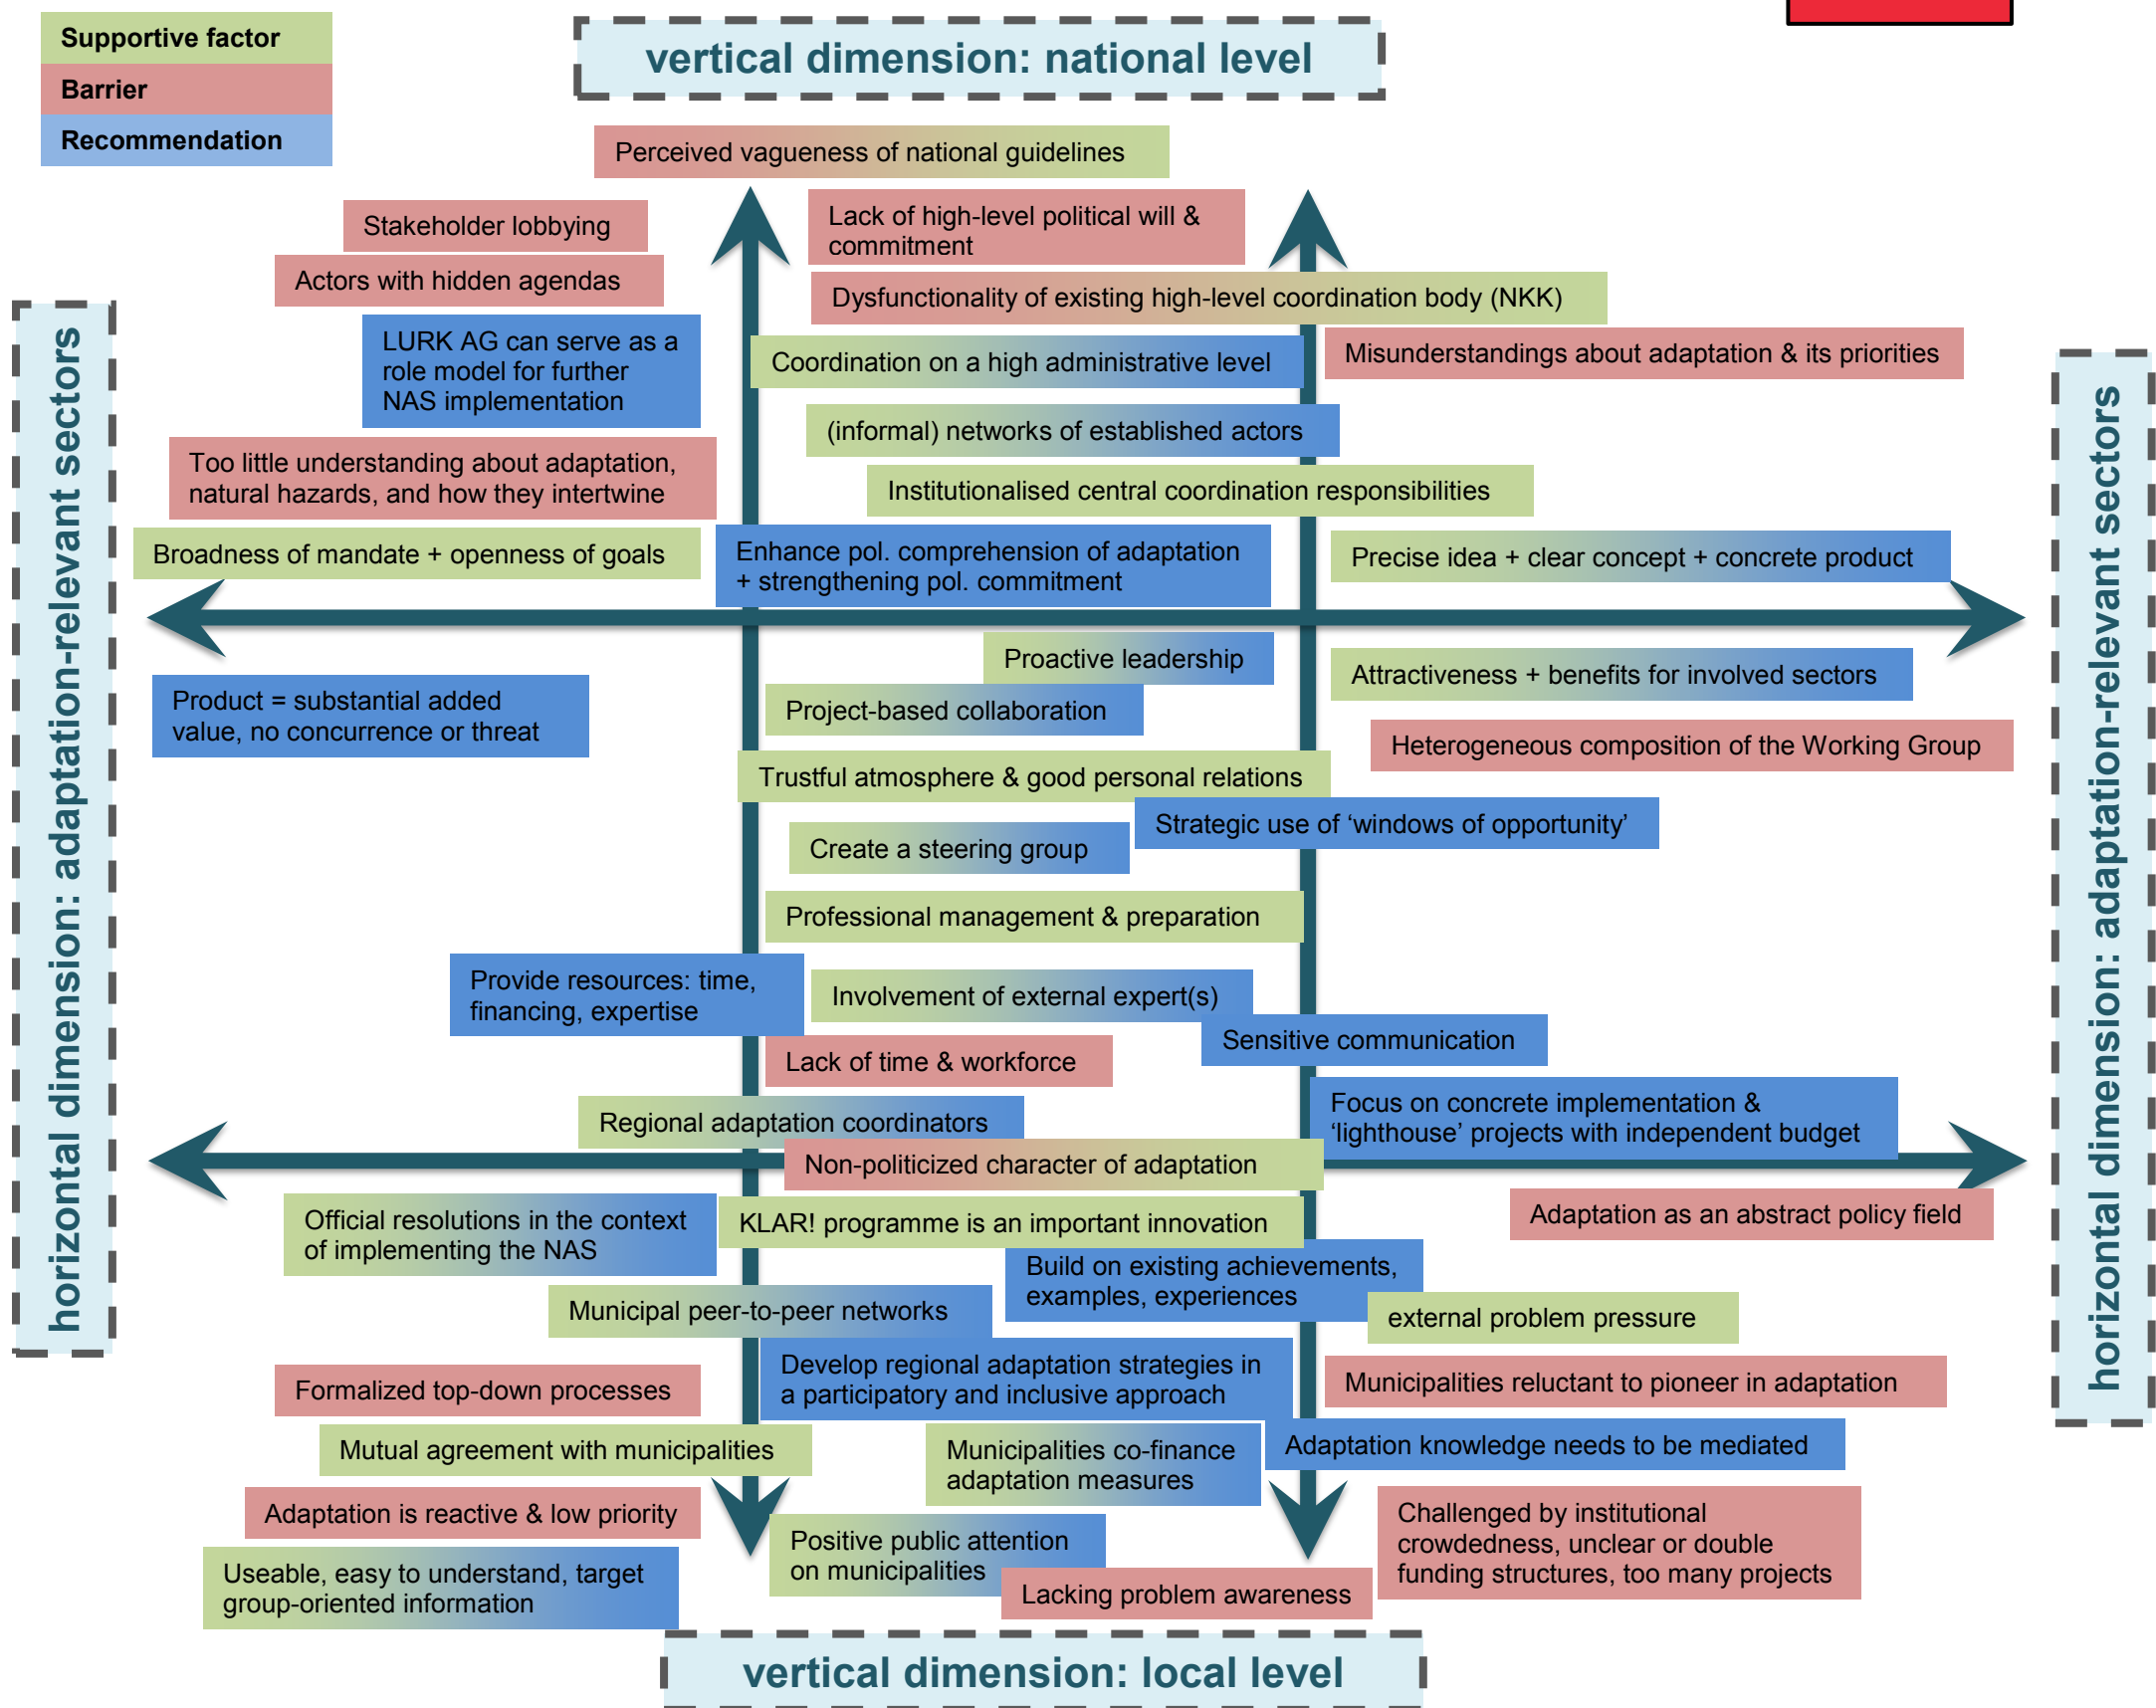 Supportive factor
Barrier
Recommendation
vertical dimension: national level
Perceived vagueness of national guidelines
Stakeholder lobbying
Lack of high-level political will &
commitment
Actors with hidden agendas
Dysfunctionality of existing high-level coordination body (NKK)
LURK AG can serve as a
role model for further
NAS implementation
Coordination on a high administrative level
Misunderstandings about adaptation & its priorities
(informal) networks of established actors
Too little understanding about adaptation,
natural hazards, and how they intertwine
Institutionalised central coordination responsibilities
Broadness of mandate + openness of goals
Enhance pol. comprehension of adaptation
+ strengthening pol. commitment
Precise idea + clear concept + concrete product
horizontal dimension: adaptation-relevant sectors
horizontal dimension: adaptation-relevant sectors
Proactive leadership
Attractiveness + benefits for involved sectors
Product = substantial added
value, no concurrence or threat
Project-based collaboration
Heterogeneous composition of the Working Group
Trustful atmosphere & good personal relations
Strategic use of ‘windows of opportunity’
Create a steering group
Professional management & preparation
Provide resources: time,
financing, expertise
Involvement of external expert(s)
Sensitive communication
Lack of time & workforce
Regional adaptation coordinators
Focus on concrete implementation &
‘lighthouse’ projects with independent budget
Non-politicized character of adaptation
Official resolutions in the context
of implementing the NAS
KLAR! programme is an important innovation
Adaptation as an abstract policy field
Build on existing achievements,
examples, experiences
Municipal peer-to-peer networks
external problem pressure
Formalized top-down processes
Develop regional adaptation strategies in
a participatory and inclusive approach
Municipalities reluctant to pioneer in adaptation
Mutual agreement with municipalities
Municipalities co-finance
adaptation measures
Adaptation knowledge needs to be mediated
Adaptation is reactive & low priority
Challenged by institutional
crowdedness, unclear or double
funding structures, too many projects
Positive public attention
on municipalities
Useable, easy to understand, target
group-oriented information
Lacking problem awareness
vertical dimension: local level